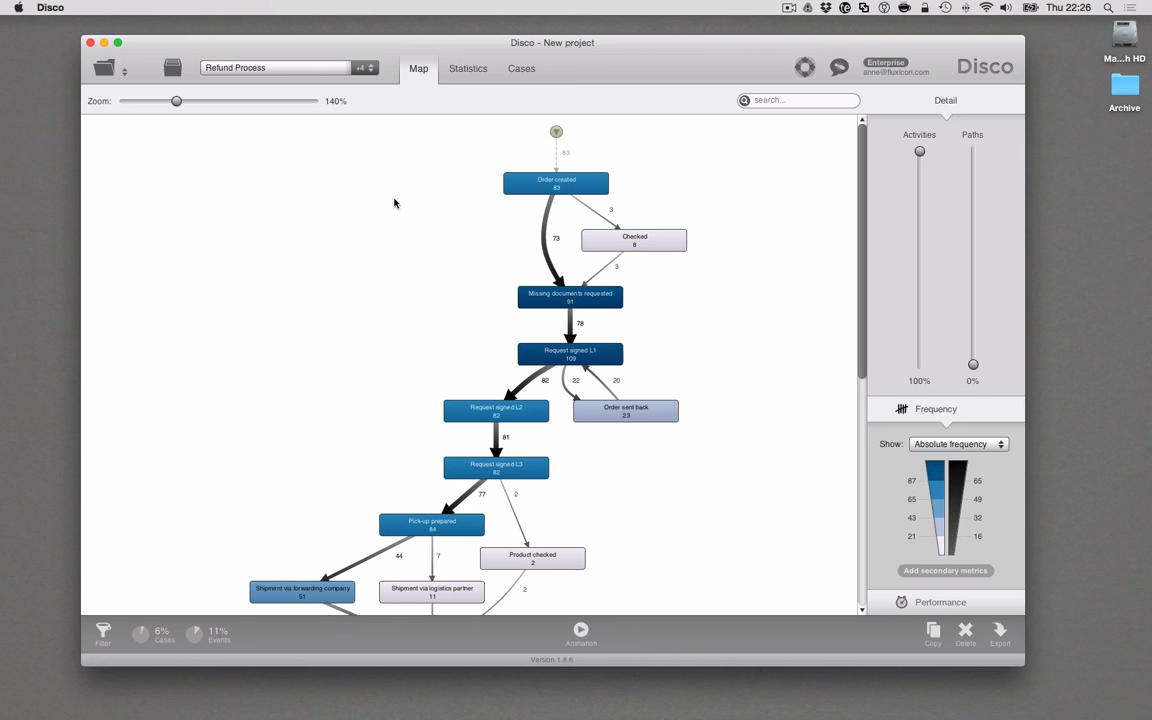 Disco
Thu 22:26
Disco - New project
Refund Process
+4
Map
Statistics
Cases
Enterprise
anne@fluxicon.com
Disco
Ma...h HD
Archive
Zoom:
140%
search...
Detail
Activities
Paths
83
Order created
83
3
73
Checked
8
3
Missing documents requested
91
78
Request signed L1
109
82
22
20
Request signed L2
82
Order sent back
23
81
Request signed L3
82
77
2
Pick-up prepared
84
44
7
Product checked
2
Shipment via forwarding company
51
Shipment via logistics partner
11
2
100%
0%
Frequency
Show:
Absolute frequency
87
65
65
49
43
32
21
16
Add secondary metrics
Performance
Filter
6%
Cases
11%
Events
Animation
Copy
Delete
Export
Version 1.8.6